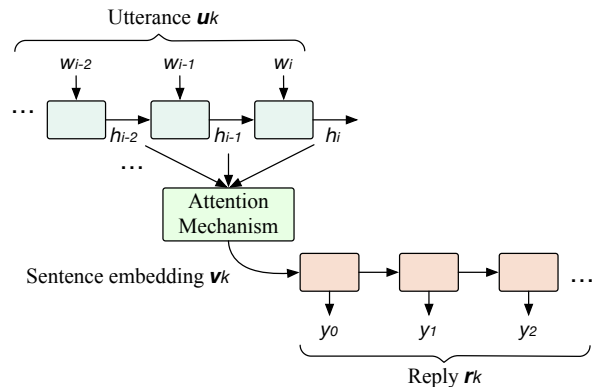 Utterance uk
wi-2 wi-1 wi
...
hi-2 hi-1 hi
...
Attention
Mechanism
Sentence embedding vk
...
y0 y1 y2
Reply rk